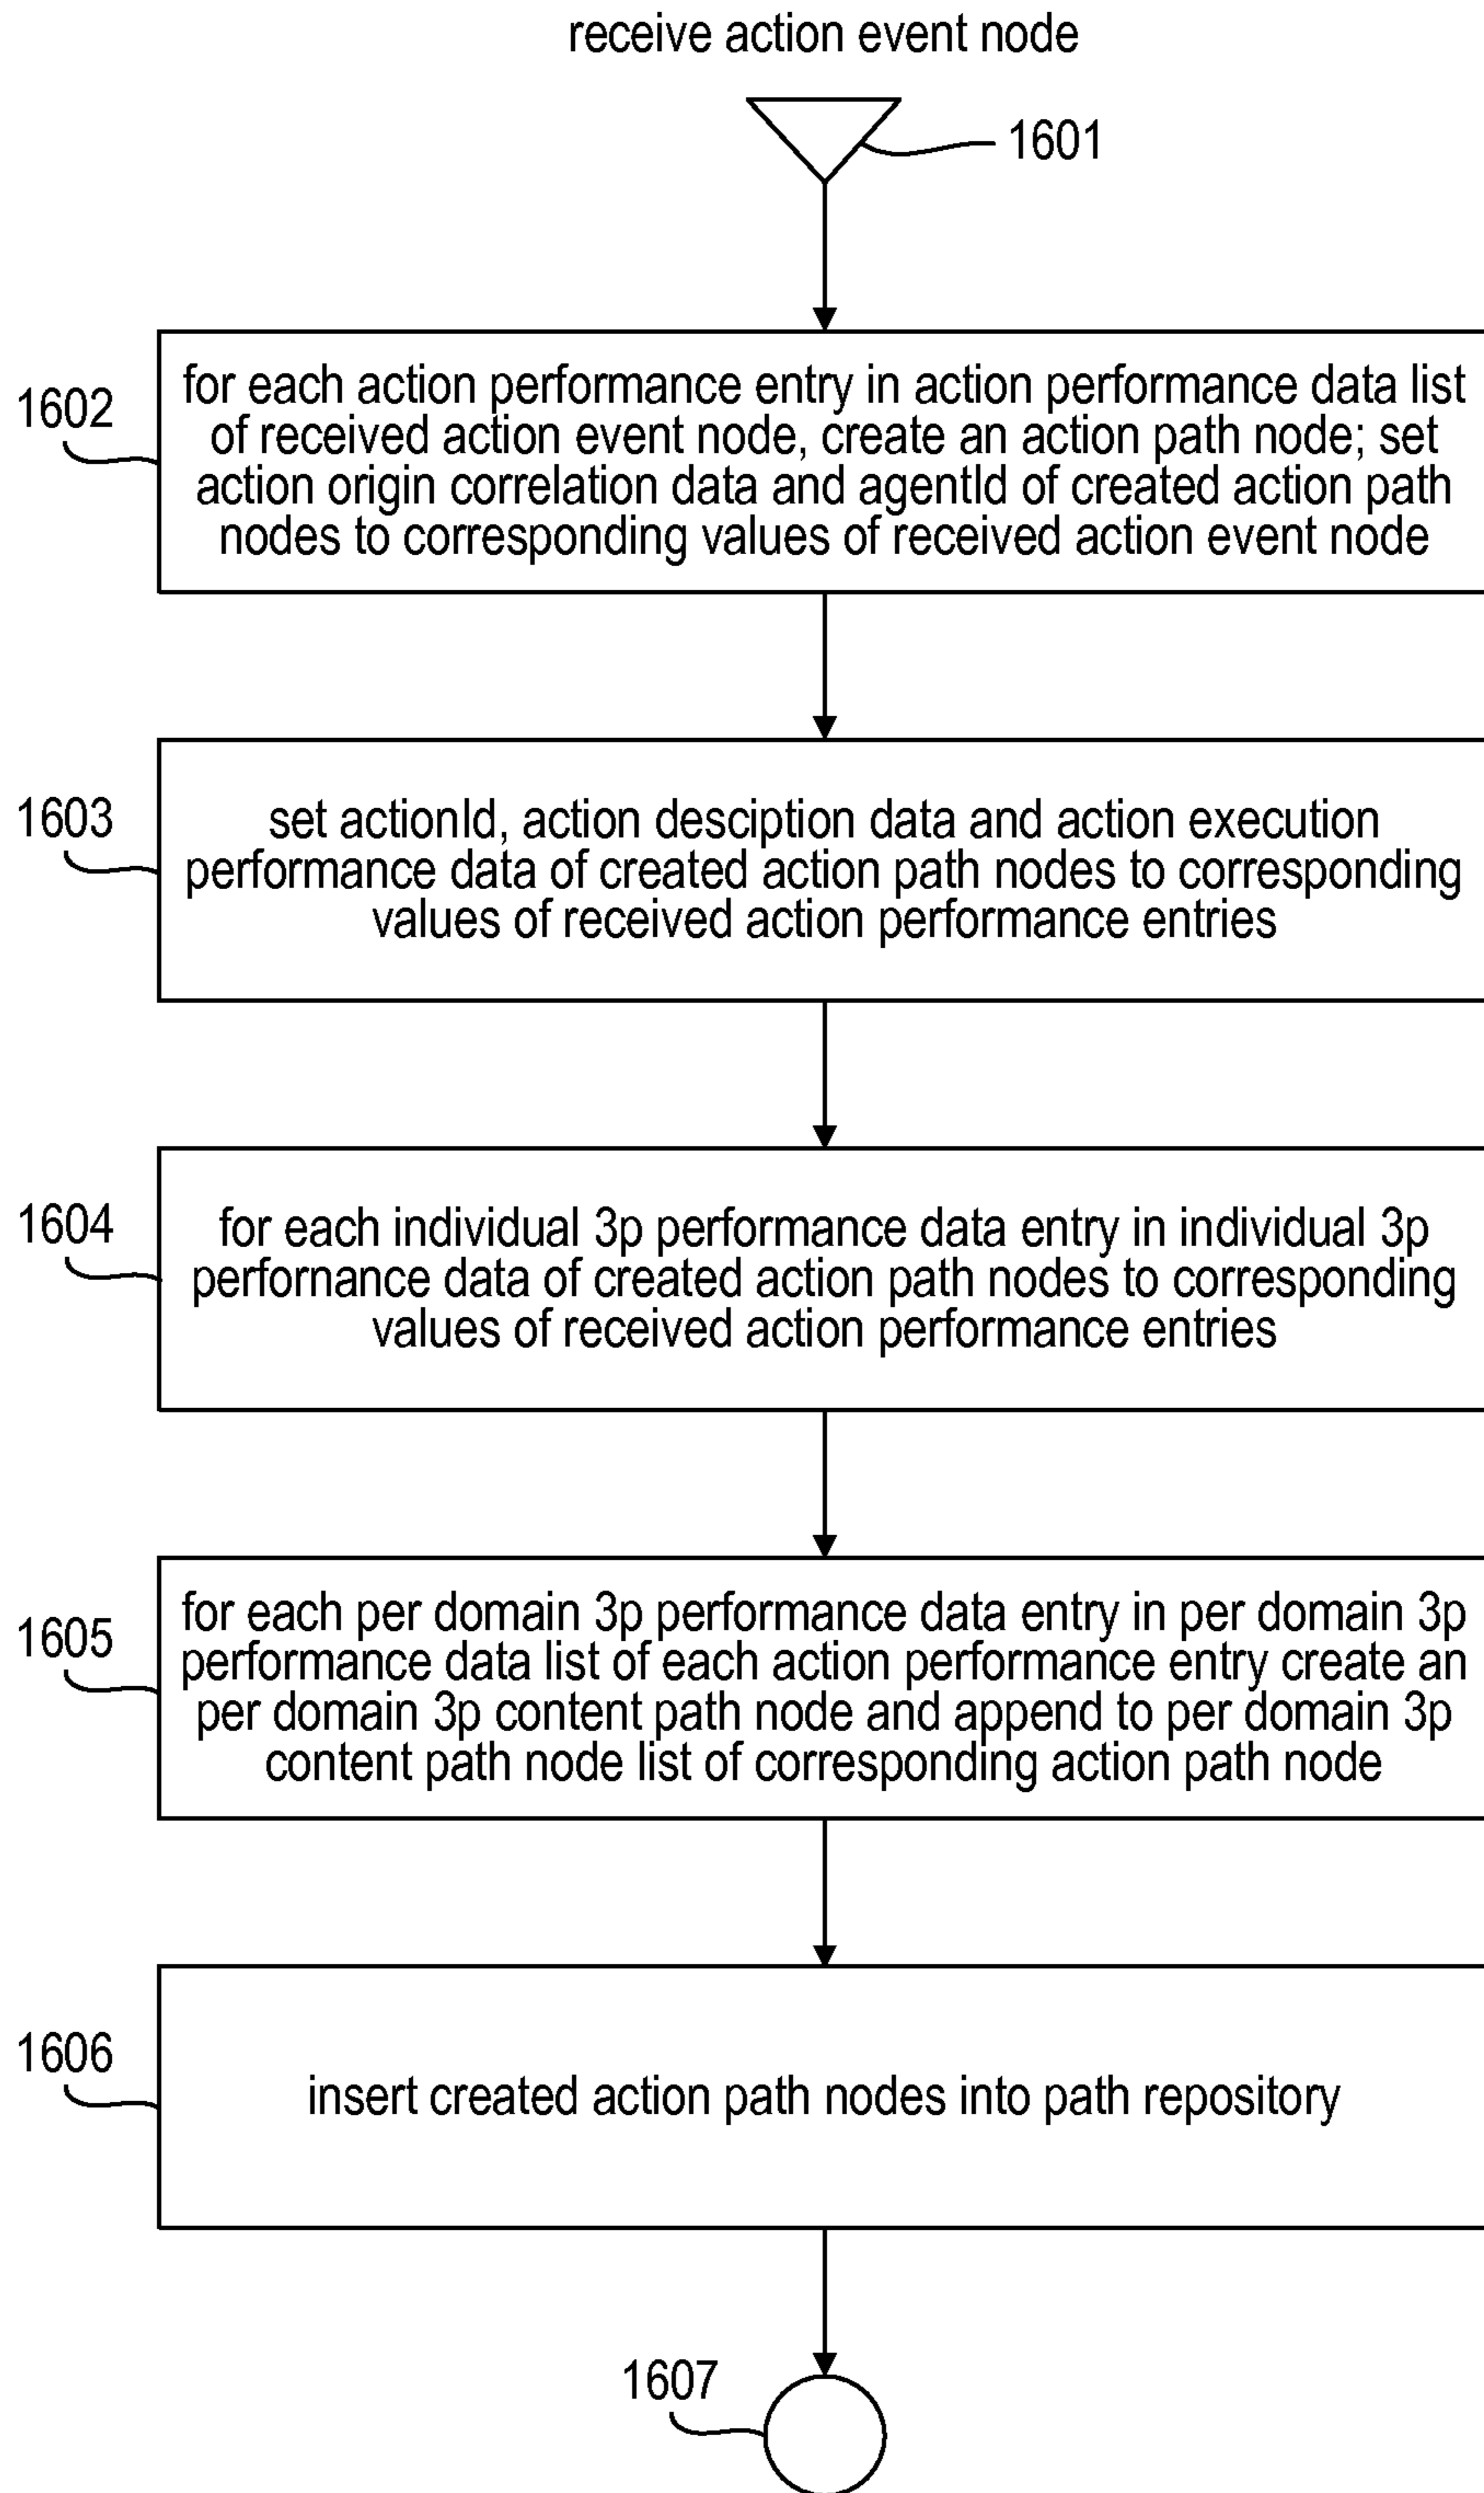 receive action event node
1601
1602
for each action performance entry in action performance data list
of received action event node, create an action path node; set
action origin correlation data and agentId of created action path
nodes to corresponding values of received action event node
1603
set actionId, action desciption data and action execution
performance data of created action path nodes to corresponding
values of received action performance entries
1604
for each individual 3p performance data entry in individual 3p
perfornance data of created action path nodes to corresponding
values of received action performance entries
1605
for each per domain 3p performance data entry in per domain 3p
performance data list of each action performance entry create an
per domain 3p content path node and append to per domain 3p
content path node list of corresponding action path node
1606
insert created action path nodes into path repository
1607